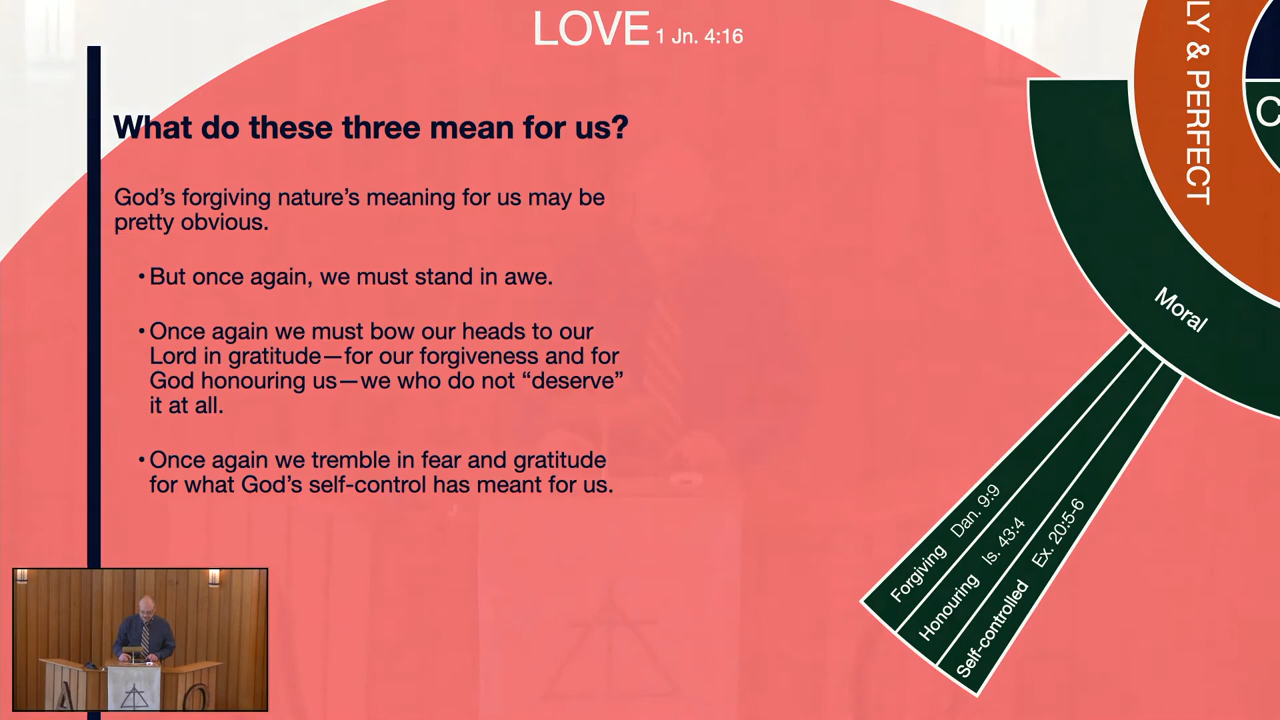 LOVE 1 Jn. 4:16
What do these three mean for us?
God’s forgiving nature’s meaning for us may be
pretty obvious.
• But once again, we must stand in awe.
• Once again we must bow our heads to our
Lord in gratitude—for our forgiveness and for
God honouring us—we who do not “deserve”
it at all.
• Once again we tremble in fear and gratitude
for what God’s self-control has meant for us.
LY & PERFECT
C
Moral
Forgiving Dan. 9:9
Honouring Is. 43:4
Self-controlled Ex. 20:5-6
A
O